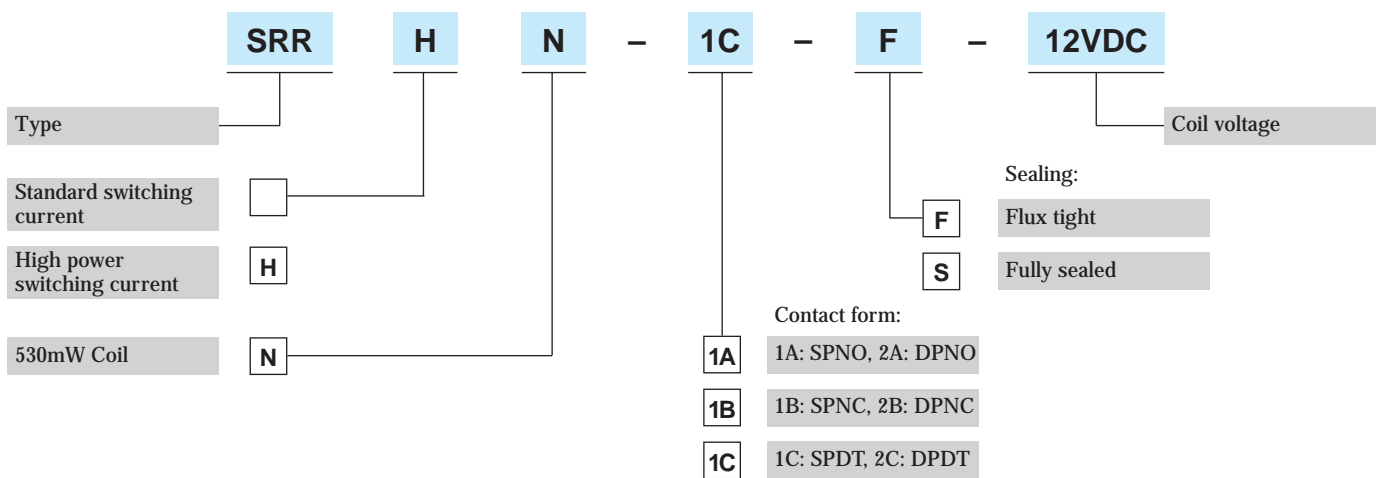 SRR H N – 1C – F – 12VDC
Type
Coil voltage
Standard switching
current
High power
switching current
H
530mW Coil
N
Sealing:
F Flux tight
S Fully sealed
Contact form:
1A 1A: SPNO, 2A: DPNO
1B 1B: SPNC, 2B: DPNC
1C 1C: SPDT, 2C: DPDT